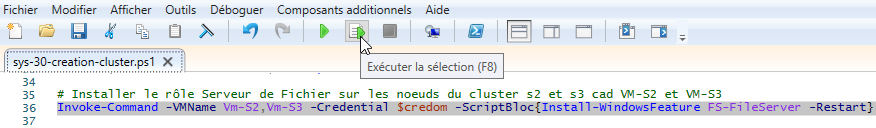 Modifier Afficher Outils Déboguer Composants additionnels Aide
sys-30-creation-cluster.ps1 X
Exécuter la sélection (F8)
34
35 # Installer le rôle Serveur de Fichier sur les noeuds du cluster s2 et s3 cad VM-S2 et VM-S3
36 Invoke-Command -VMName Vm-S2,Vm-S3 -Credential $credom -ScriptBloc{Install-WindowsFeature FS-FileServer -Restart}
37